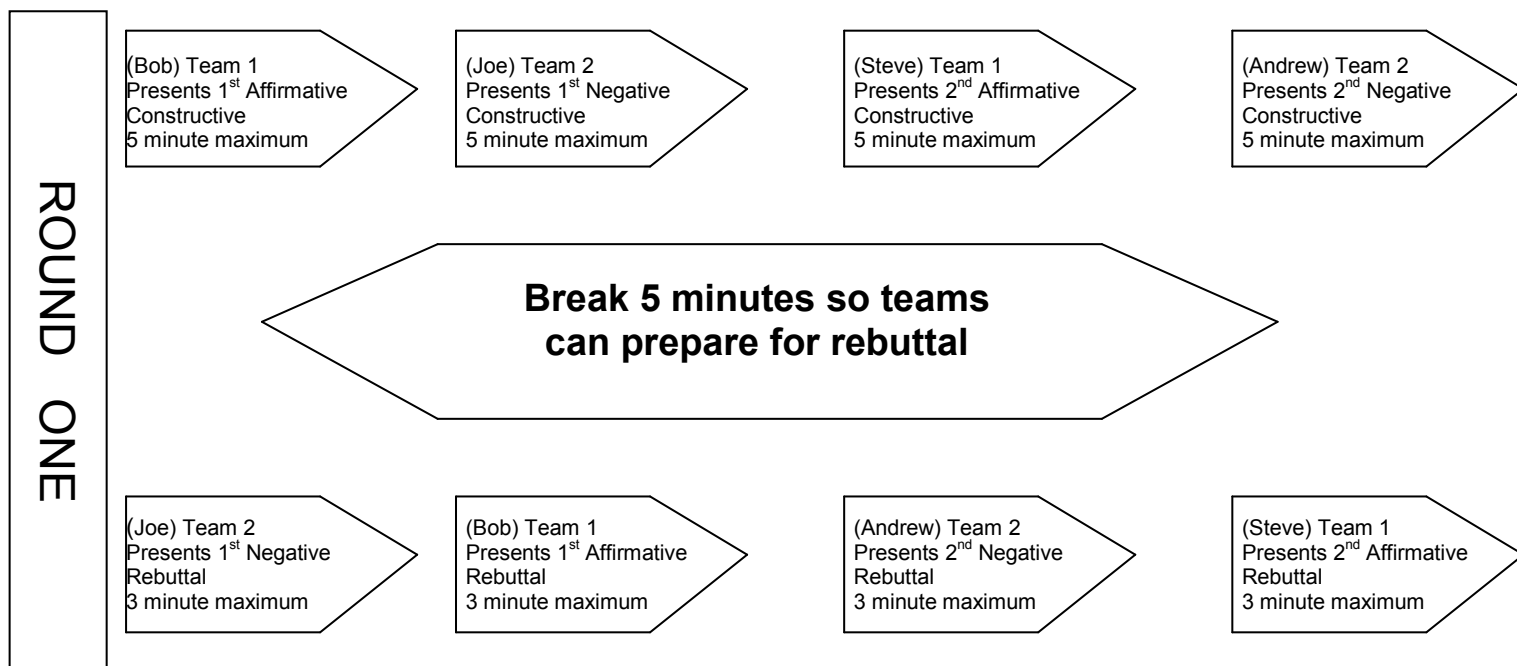 ROUND ONE
(Bob) Team 1
Presents 1st Affirmative
Constructive
5 minute maximum
(Joe) Team 2
Presents 1st Negative
Constructive
5 minute maximum
(Steve) Team 1
Presents 2nd Affirmative
Constructive
5 minute maximum
(Andrew) Team 2
Presents 2nd Negative
Constructive
5 minute maximum
Break 5 minutes so teams
can prepare for rebuttal
(Joe) Team 2
Presents 1st Negative
Rebuttal
3 minute maximum
(Bob) Team 1
Presents 1st Affirmative
Rebuttal
3 minute maximum
(Andrew) Team 2
Presents 2nd Negative
Rebuttal
3 minute maximum
(Steve) Team 1
Presents 2nd Affirmative
Rebuttal
3 minute maximum